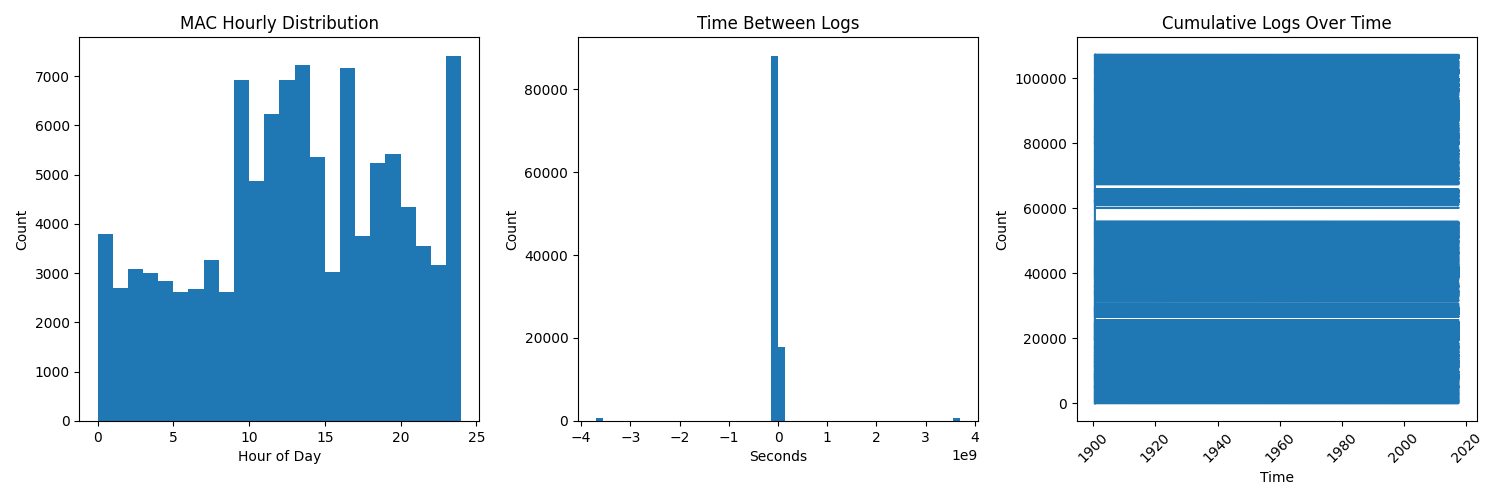 MAC Hourly Distribution
Count
7000
6000
5000
4000
3000
2000
1000
0
0 5 10 15 20 25
Hour of Day
Time Between Logs
Count
80000
60000
40000
20000
0
−4 −3 −2 −1 0 1 2 3 4
1e9
Seconds
Cumulative Logs Over Time
Count
100000
80000
60000
40000
20000
0
1900 1920 1940 1960 1980 2000 2020
Time